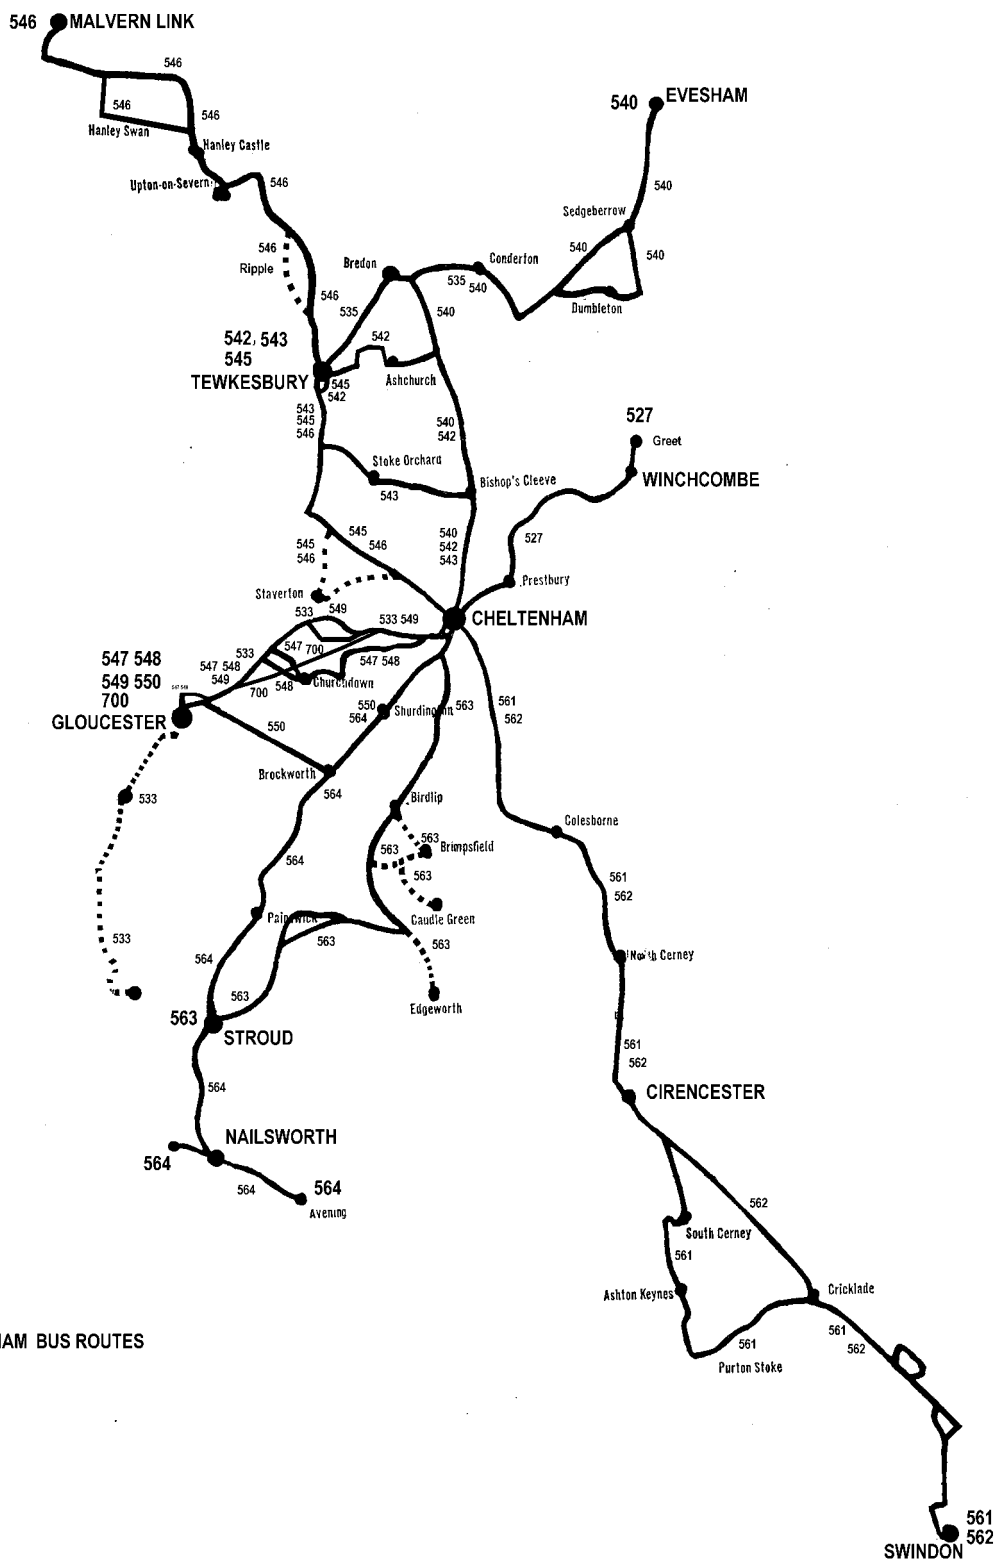 546 MALVERN LINK
546
546
546
Hanley Swan
Hanley Castle
Upton-on-Severn
546
546
Ripple
546
540 EVESHAM
540
Sedgeberrow
540
540
Dumbleton
Conderton
535
540
Bredon
535
540
542
Ashchurch
542, 543
545
TEWKESBURY
545
542
543
545
546
540
542
527
Greet
WINCHCOMBE
Stoke Orchard
543
Bishop's Cleeve
545
546
545
546
540
542
543
527
Prestbury
Staverton
533
549
533 549
CHELTENHAM
547 548
549 550
700
GLOUCESTER
547 548
549
533
547
700
547 548
548
700
Churchdown
550
550
564
Shurdington
563
561
562
Brockworth
564
533
Birdlip
563
Brimpsfield
563
563
Colesborne
561
562
564
Painswick
563
Caudle Green
563
533
564
563
Edgeworth
North Cerney
563
STROUD
561
562
564
CIRENCESTER
NAILSWORTH
564
564
564
Avening
562
South Cerney
561
Ashton Keynes
Cricklade
561
562
561
Purton Stoke
HAM BUS ROUTES
561
562
SWINDON